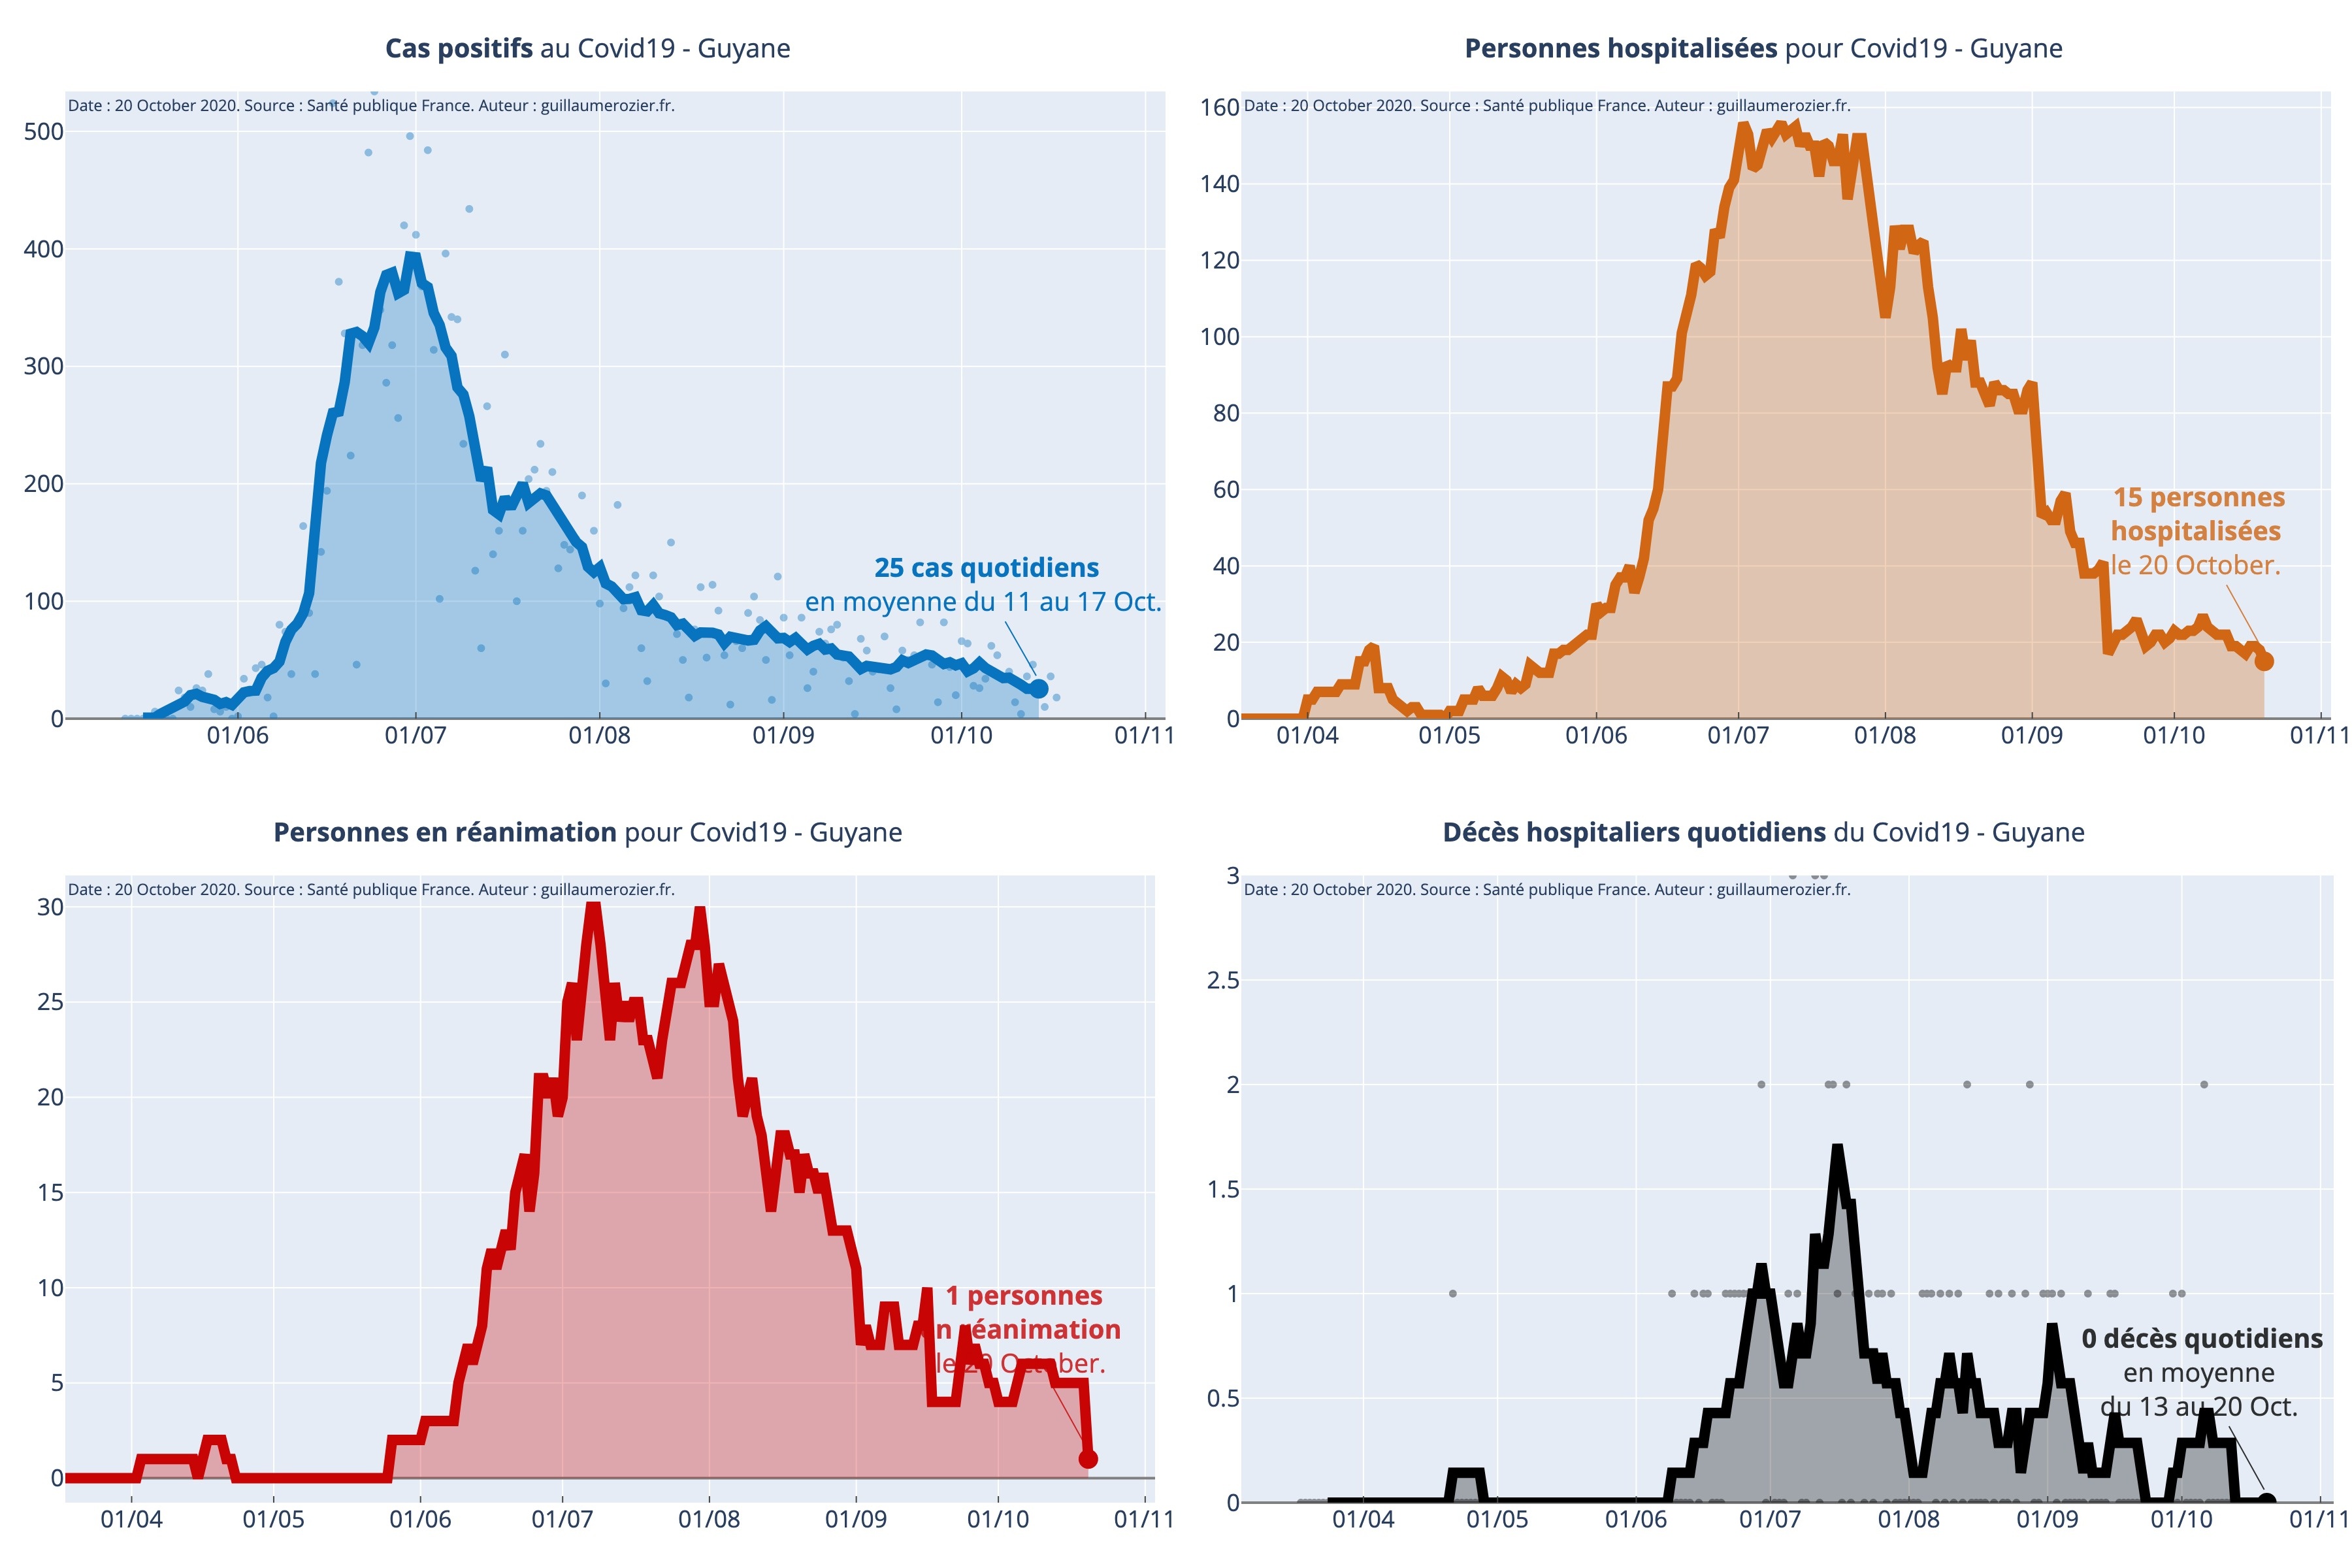 Cas positifs au Covid19 - Guyane
Date : 20 October 2020. Source : Santé publique France. Auteur : guillaumerozier.fr.
500
400
300
200
100
0
25 cas quotidiens
en moyenne du 11 au 17 Oct.
01/06 01/07 01/08 01/09 01/10 01/11
Personnes hospitalisées pour Covid19 - Guyane
Date : 20 October 2020. Source : Santé publique France. Auteur : guillaumerozier.fr.
160
140
120
100
80
60
40
20
0
15 personnes
hospitalisées
le 20 October.
01/04 01/05 01/06 01/07 01/08 01/09 01/10 01/11
Personnes en réanimation pour Covid19 - Guyane
Date : 20 October 2020. Source : Santé publique France. Auteur : guillaumerozier.fr.
30
25
20
15
10
5
0
1 personnes
n réanimation
le 20 October.
01/04 01/05 01/06 01/07 01/08 01/09 01/10 01/11
Décès hospitaliers quotidiens du Covid19 - Guyane
Date : 20 October 2020. Source : Santé publique France. Auteur : guillaumerozier.fr.
3
2.5
2
1.5
1
0.5
0
0 décès quotidiens
en moyenne
du 13 au 20 Oct.
01/04 01/05 01/06 01/07 01/08 01/09 01/10 01/11